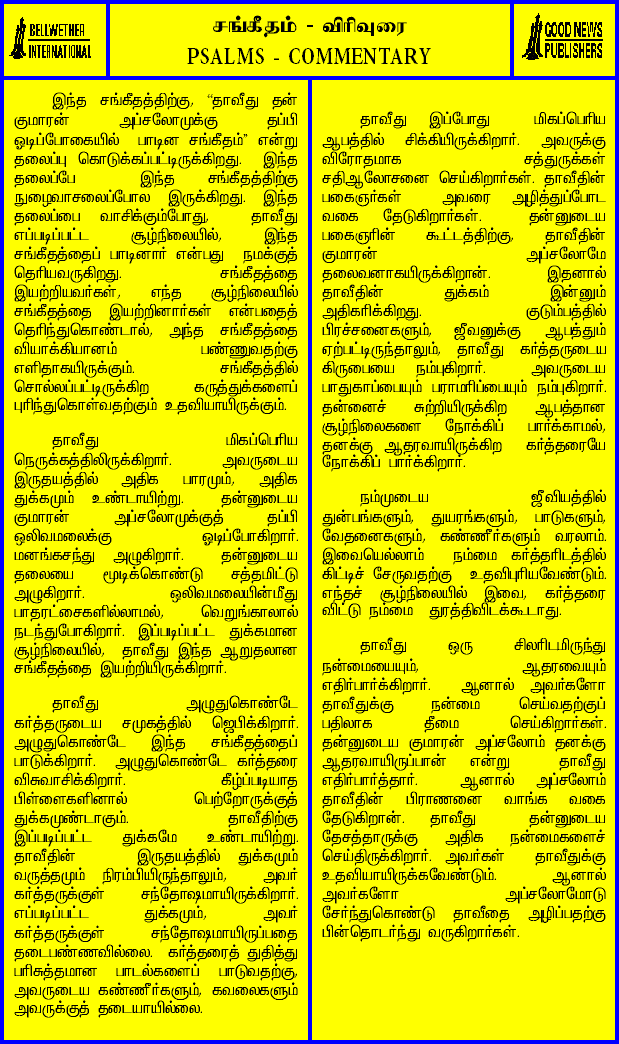 BELLWETHER
INTERNATIONAL
சங்கீதம் - விரிவுரை
PSALMS - COMMENTARY
GOOD NEWS
PUBLISHERS
இந்த சங்கீதத்திற்கு, “தாவீது தன்
குமாரன் அப்சலோமுக்கு தப்பி
ஓடிப்போகையில் பாடின சங்கீதம்” என்று
தலைப்பு கொடுக்கப்பட்டிருக்கிறது. இந்த
தலைப்பே இந்த சங்கீதத்திற்கு
நுழைவாசலைப்போல இருக்கிறது. இந்த
தலைப்பை வாசிக்கும்போது, தாவீது
எப்படிப்பட்ட சூழ்நிலையில், இந்த
சங்கீதத்தைப் பாடினார் என்பது நமக்குத்
தெரியவருகிறது. சங்கீதத்தை
இயற்றியவர்கள், எந்த சூழ்நிலையில்
சங்கீதத்தை இயற்றினார்கள் என்பதைத்
தெரிந்துகொண்டால், அந்த சங்கீதத்தை
வியாக்கியானம் பண்ணுவதற்கு
எளிதாகயிருக்கும். சங்கீதத்தில்
சொல்லப்பட்டிருக்கிற கருத்துக்களைப்
புரிந்துகொள்வதற்கும் உதவியாயிருக்கும்.
தாவீது மிகப்பெரிய
நெருக்கத்திலிருக்கிறார். அவருடைய
இருதயத்தில் அதிக பாரமும், அதிக
துக்கமும் உண்டாயிற்று. தன்னுடைய
குமாரன் அப்சலோமுக்குத் தப்பி
ஒலிவமலைக்கு ஓடிப்போகிறார்.
மனங்கசந்து அழுகிறார். தன்னுடைய
தலையை மூடிக்கொண்டு சத்தமிட்டு
அழுகிறார். ஒலிவமலையின்மீது
பாதரட்சைகளில்லாமல், வெறுங்காலால்
நடந்துபோகிறார். இப்படிப்பட்ட துக்கமான
சூழ்நிலையில், தாவீது இந்த ஆறுதலான
சங்கீதத்தை இயற்றியிருக்கிறார்.
தாவீது அழுதுகொண்டே
கர்த்தருடைய சமுகத்தில் ஜெபிக்கிறார்.
அழுதுகொண்டே இந்த சங்கீதத்தைப்
பாடுக்கிறார். அழுதுகொண்டே கர்த்தரை
விசுவாசிக்கிறார். கீழ்ப்படியாத
பிள்ளைகளினால் பெற்றோருக்குத்
துக்கமுண்டாகும். தாவீதிற்கு
இப்படிப்பட்ட துக்கமே உண்டாயிற்று.
தாவீதின் இருதயத்தில் துக்கமும்
வருத்தமும் நிரம்பியிருந்தாலும், அவர்
கர்த்தருக்குள் சந்தோஷமாயிருக்கிறார்.
எப்படிப்பட்ட துக்கமும், அவர்
கர்த்தருக்குள் சந்தோஷமாயிருப்பதை
தடைபண்ணவில்லை. கர்த்தரைத் துதித்து
பரிசுத்தமான பாடல்களைப் பாடுவதற்கு,
அவருடைய கண்ணீர்களும், கவலைகளும்
அவருக்குத் தடையாயில்லை.
தாவீது இப்போது மிகப்பெரிய
ஆபத்தில் சிக்கியிருக்கிறார். அவருக்கு
விரோதமாக சத்துருக்கள்
சதிஆலோசனை செய்கிறார்கள். தாவீதின்
பகைஞர்கள் அவரை அழித்துப்போட
வகை தேடுகிறார்கள். தன்னுடைய
பகைஞரின் கூட்டத்திற்கு, தாவீதின்
குமாரன் அப்சலோமே
தலைவனாகயிருக்கிறான். இதனால்
தாவீதின் துக்கம் இன்னும்
அதிகரிக்கிறது. குடும்பத்தில்
பிரச்சனைகளும், ஜீவனுக்கு ஆபத்தும்
ஏற்பட்டிருந்தாலும், தாவீது கர்த்தருடைய
கிருபையை நம்புகிறார். அவருடைய
பாதுகாப்பையும் பராமரிப்பையும் நம்புகிறார்.
தன்னைச் சுற்றியிருக்கிற ஆபத்தான
சூழ்நிலைகளை நோக்கிப் பார்க்காமல்,
தனக்கு ஆதரவாயிருக்கிற கர்த்தரையே
நோக்கிப் பார்க்கிறார்.
நம்முடைய ஜீவியத்தில்
துன்பங்களும், துயரங்களும், பாடுகளும்,
வேதனைகளும், கண்ணீர்களும் வரலாம்.
இவையெல்லாம் நம்மை கர்த்தரிடத்தில்
கிட்டிச் சேருவதற்கு உதவிபுரியவேண்டும்.
எந்தச் சூழ்நிலையில் இவை, கர்த்தரை
விட்டு நம்மை துரத்திவிடக்கூடாது.
தாவீது ஒரு சிலரிடமிருந்து
நன்மையையும், ஆதரவையும்
எதிர்பார்க்கிறார். ஆனால் அவர்களோ
தாவீதுக்கு நன்மை செய்வதற்குப்
பதிலாக தீமை செய்கிறார்கள்.
தன்னுடைய குமாரன் அப்சலோம் தனக்கு
ஆதரவாயிருப்பான் என்று தாவீது
எதிர்பார்த்தார். ஆனால் அப்சலோம்
தாவீதின் பிராணனை வாங்க வகை
தேடுகிறான். தாவீது தன்னுடைய
தேசத்தாருக்கு அதிக நன்மைகளைச்
செய்திருக்கிறார். அவர்கள் தாவீதுக்கு
உதவியாயிருக்கவேண்டும். ஆனால்
அவர்களோ அப்சலோமோடு
சேர்ந்துகொண்டு தாவீதை அழிப்பதற்கு
பின்தொடர்ந்து வருகிறார்கள்.